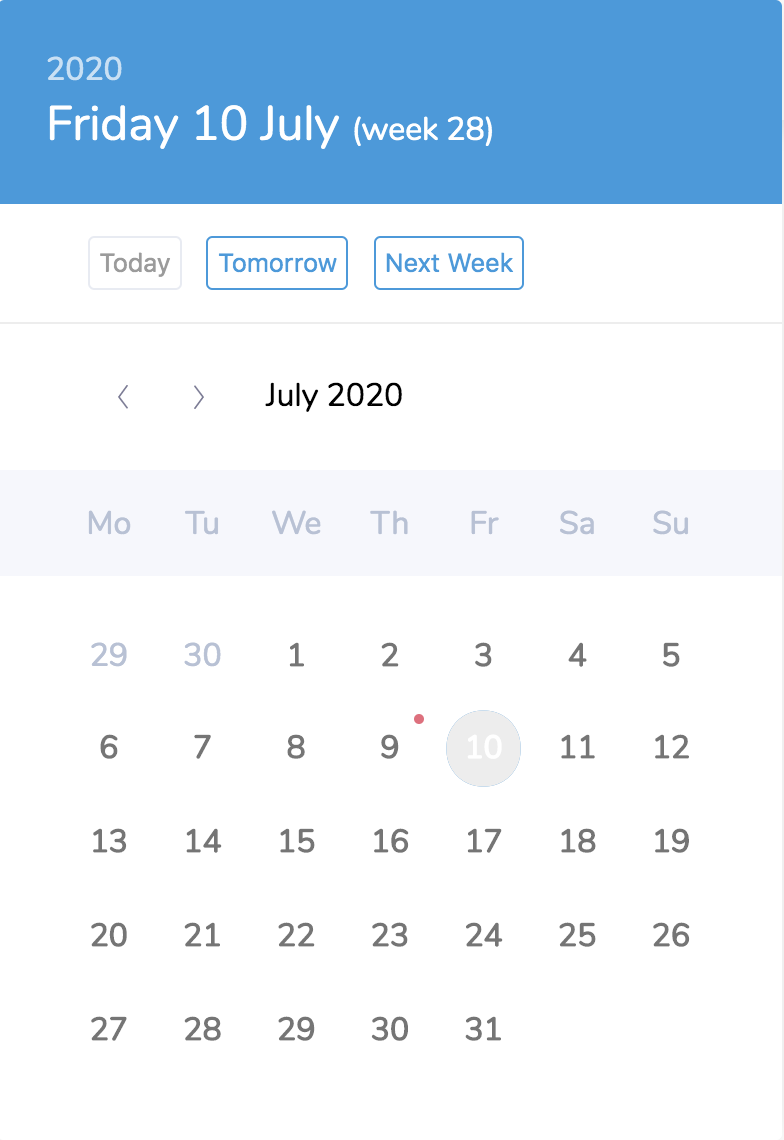 2020
Friday 10 July (week 28)
Today Tomorrow Next Week
July 2020
Mo Tu We Th Fr Sa Su
29 30 1 2 3 4 5
6 7 8 9 10 11 12
13 14 15 16 17 18 19
20 21 22 23 24 25 26
27 28 29 30 31